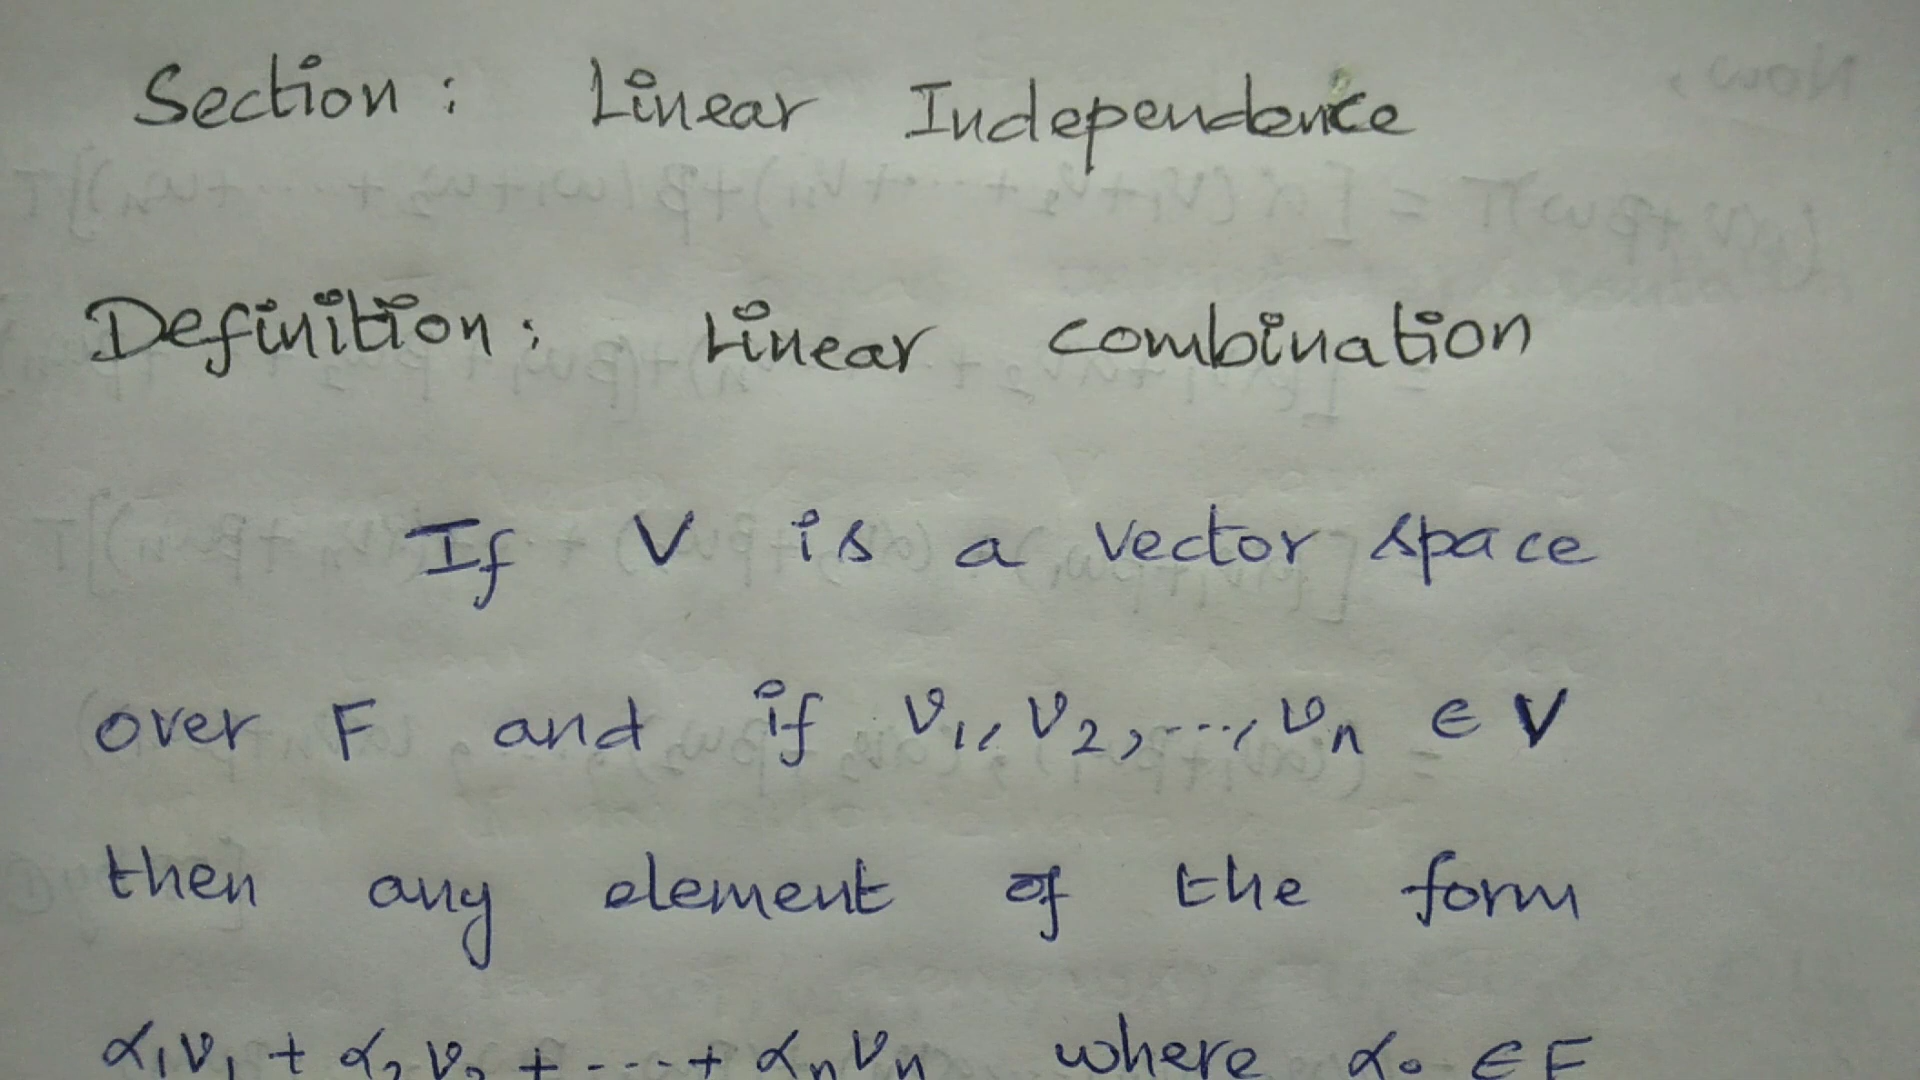 Section: Linear Independence
Definition: Linear combination
If V is a vector space
over F and if v₁, v₂, ..., vₙ ∈ V
then any element of the form
α₁v₁ + α₂v₂ + ... + αₙvₙ where ∈ F